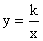 y = k/x